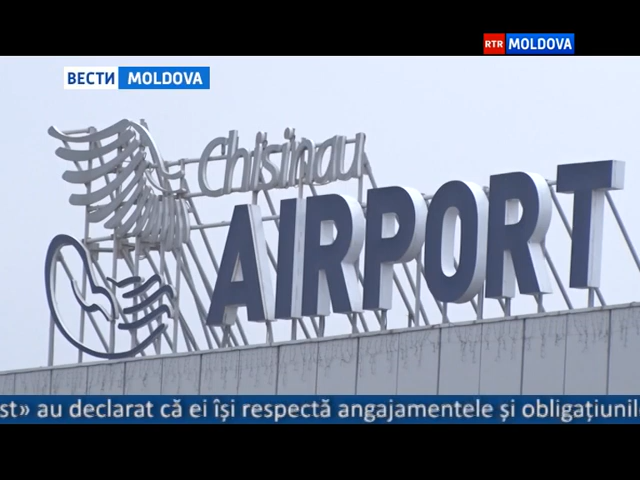 RTR MOLDOVA
ВЕСТИ MOLDOVA
Chisinau
AIRPORT
st» au declarat că ei își respectă angajamentele și obligațiunil